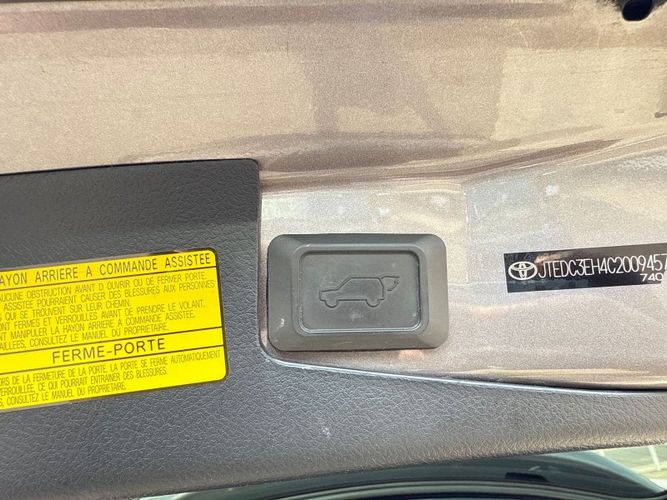 HAYON ARRIERE A COMMANDE ASSISTEE
AUCUNE OBSTRUCTION AVANT D OUVRIR OU DE FERMER PORTE.
ASSISTEE POURRAIENT CAUSER DES BLESSURES AUX PERSONNES
QUI SE TROUVENT SUR LEUR CHEMIN.
SONT FERMES ET VERROUILLES AVANT DE PRENDRE LE VOLANT.
MANIPULER LA HAYON ARRIERE A COMMANDE ASSISTEE.
CONSULTEZ LE MANUEL DU PROPRIETAIRE.
FERME-PORTE
LORS DE LA FERMETURE DE LA PORTE, LA PORTE SE FERME AUTOMATIQUEMENT
CE QUI POURRAIT ENTRAINER DES BLESSURES.
CONSULTEZ LE MANUEL DU PROPRIETAIRE.
JTEDC3EH4C2009457
740